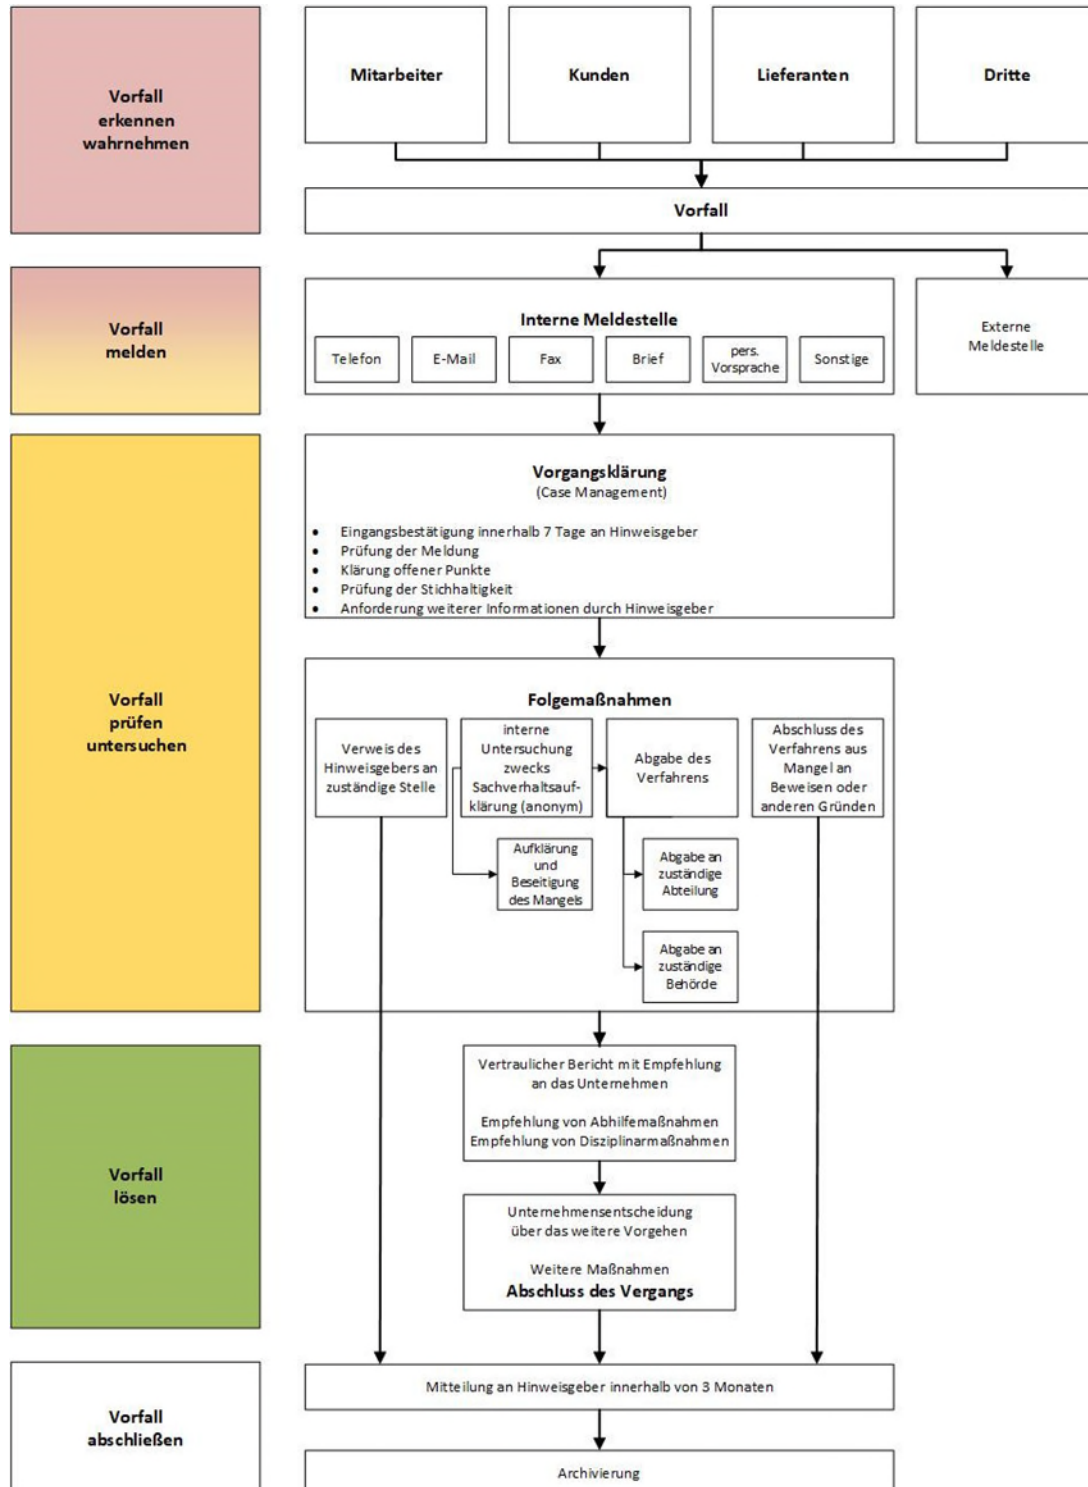 Vorfall
erkennen
wahrnehmen
Mitarbeiter
Kunden
Lieferanten
Dritte
Vorfall
Vorfall
melden
Interne Meldestelle
Telefon
E-Mail
Fax
Brief
pers.
Vorsprache
Sonstige
Externe
Meldestelle
Vorfall
prüfen
untersuchen
Vorgangsklärung
(Case Management)
• Eingangsbestätigung innerhalb 7 Tage an Hinweisgeber
• Prüfung der Meldung
• Klärung offener Punkte
• Prüfung der Stichhaltigkeit
• Anforderung weiterer Informationen durch Hinweisgeber
Folgemaßnahmen
Verweis des
Hinweisgebers an
zuständige Stelle
interne
Untersuchung
zwecks
Sachverhaltsauf-
klärung (anonym)
Abgabe des
Verfahrens
Abschluss des
Verfahrens aus
Mangel an
Beweisen oder
anderen Gründen
Aufklärung
und
Beseitigung
des Mangels
Abgabe an
zuständige
Abteilung
Abgabe an
zuständige
Behörde
Vorfall
lösen
Vertraulicher Bericht mit Empfehlung
an das Unternehmen
Empfehlung von Abhilfemaßnahmen
Empfehlung von Disziplinarmaßnahmen
Unternehmensentscheidung
über das weitere Vorgehen
Weitere Maßnahmen
Abschluss des Vergangs
Vorfall
abschließen
Mitteilung an Hinweisgeber innerhalb von 3 Monaten
Archivierung